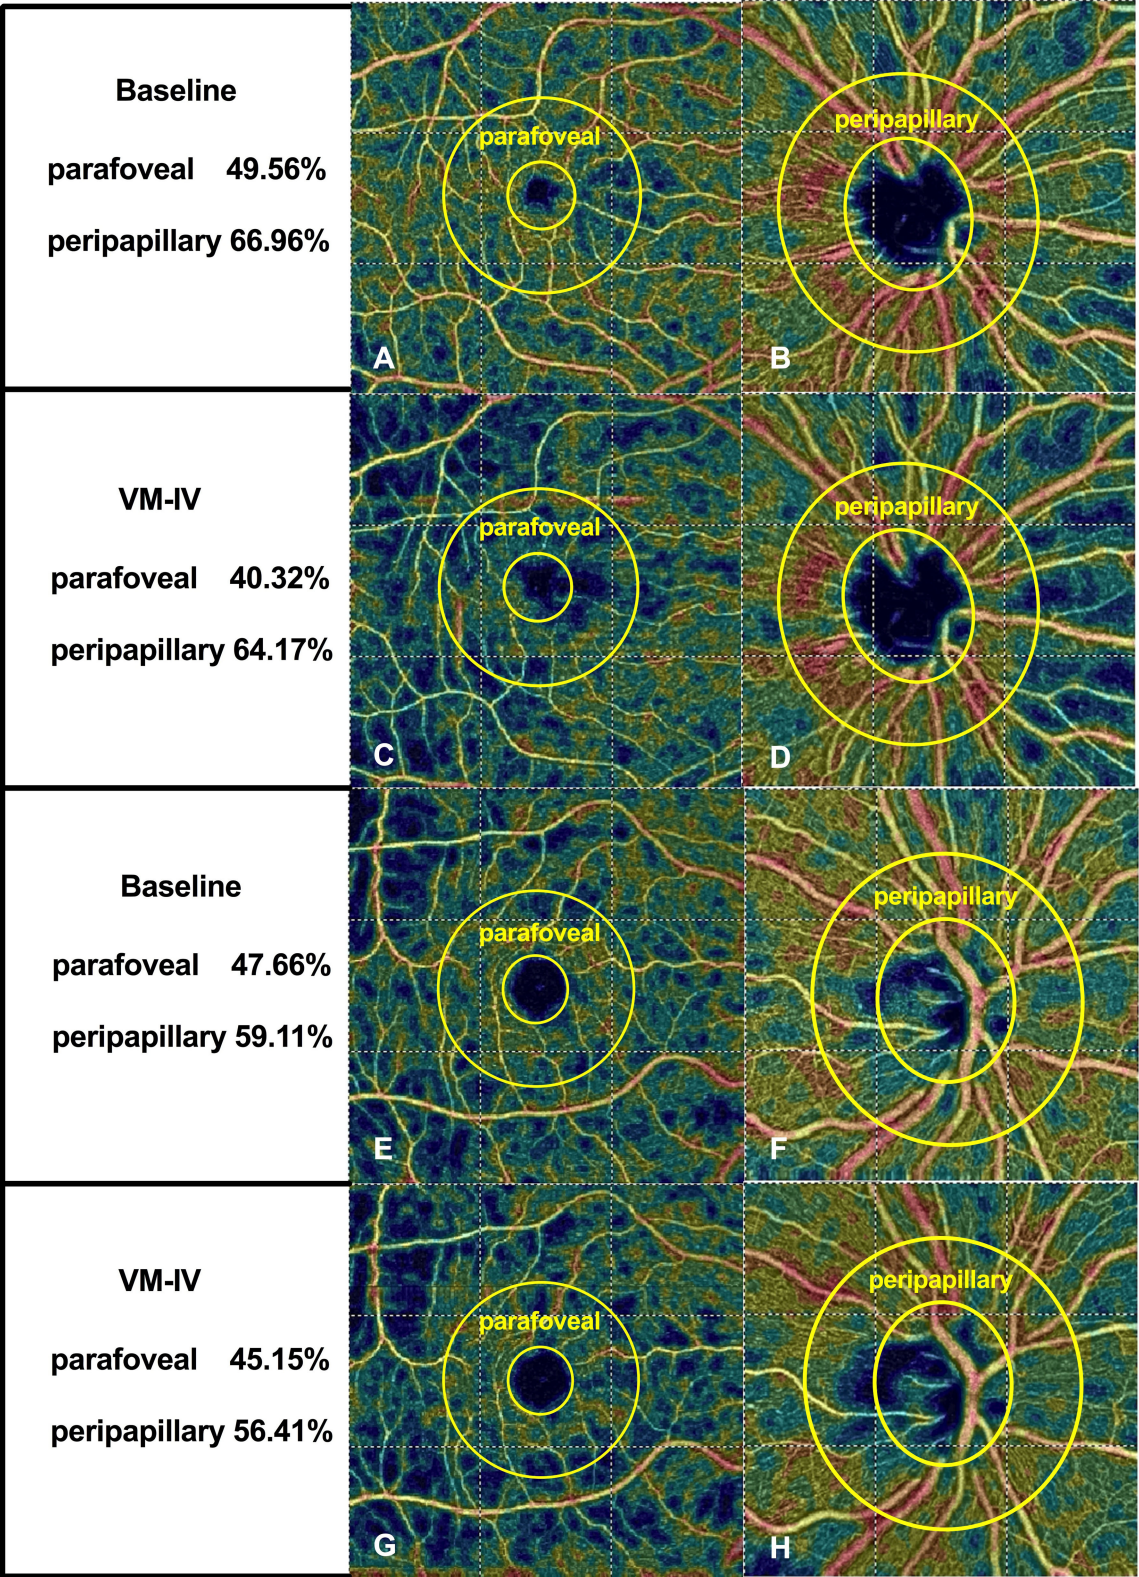 Baseline
parafoveal 49.56%
peripapillary 66.96%
parafoveal
A
peripapillary
B
VM-IV
parafoveal 40.32%
peripapillary 64.17%
parafoveal
C
peripapillary
D
Baseline
parafoveal 47.66%
peripapillary 59.11%
parafoveal
E
peripapillary
F
VM-IV
parafoveal 45.15%
peripapillary 56.41%
parafoveal
G
peripapillary
H